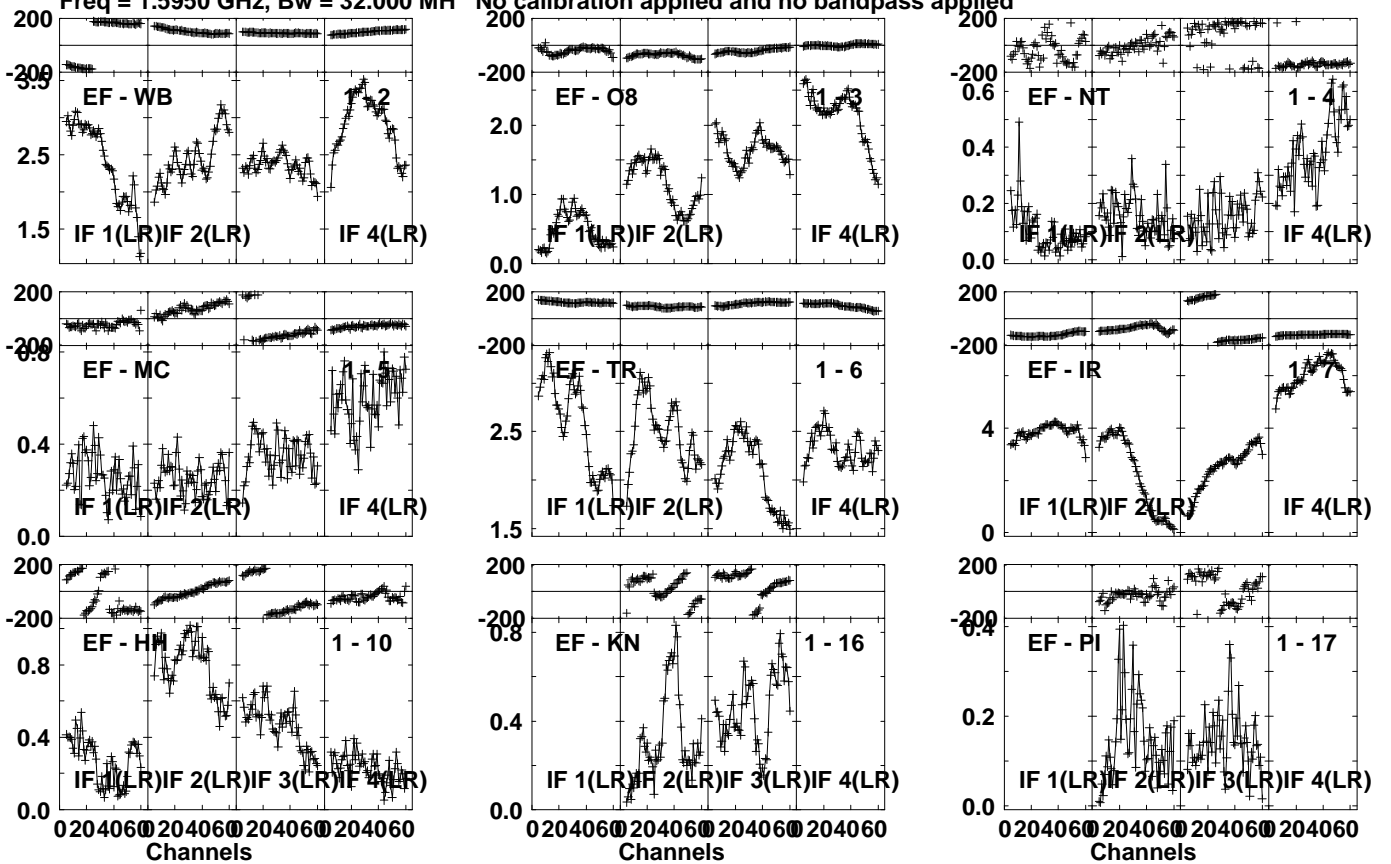 Freq = 1.5950 GHz, Bw = 32.000 MH   No calibration applied and no bandpass applied
200
-200
3.5
2.5
1.5
EF - WB
1 - 2
IF 1(LR)IF 2(LR)
IF 4(LR)
2.0
1.0
0.0
200
-200
EF - O8
1 - 3
IF 1(LR)IF 2(LR)
IF 4(LR)
200
-200
0.6
0.4
0.2
0.0
EF - NT
1 - 4
IF 1(LR)IF 2(LR)
IF 4(LR)
200
-200
0.8
0.4
0.0
EF - MC
1 - 5
IF 1(LR)IF 2(LR)
IF 4(LR)
200
-200
2.5
1.5
EF - TR
1 - 6
IF 1(LR)IF 2(LR)
IF 4(LR)
200
-200
4
0
EF - IR
1 - 7
IF 1(LR)IF 2(LR)
IF 4(LR)
200
-200
0.8
0.4
0.0
EF - HH
1 - 10
IF 1(LR)IF 2(LR)IF 3(LR)IF 4(LR)
0204060 0204060 0204060 0204060
Channels
200
-200
0.8
0.4
0.0
EF - KN
1 - 16
IF 1(LR)IF 2(LR)IF 3(LR)IF 4(LR)
0204060 0204060 0204060 0204060
Channels
200
-200
0.4
0.2
0.0
EF - PI
1 - 17
IF 1(LR)IF 2(LR)IF 3(LR)IF 4(LR)
0204060 0204060 0204060 0204060
Channels